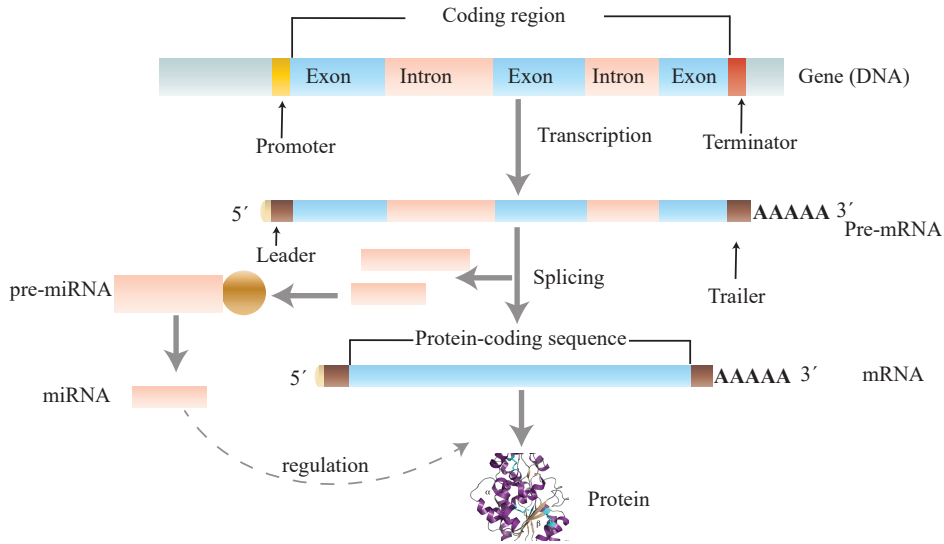 Coding region
Exon Intron Exon Intron Exon Gene (DNA)
Promoter Transcription Terminator
5´ AAAAA 3´
Pre-mRNA
Leader
Splicing
pre-miRNA
Trailer
Protein-coding sequence
5´ AAAAA 3´ mRNA
miRNA
regulation
α
Protein
β